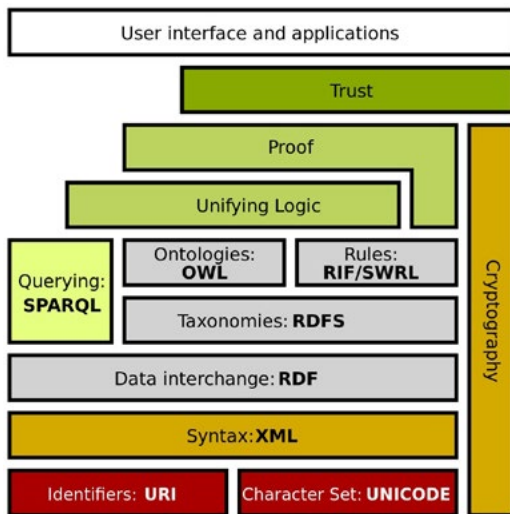 User interface and applications
Trust
Proof
Unifying Logic
Ontologies:
OWL
Rules:
RIF/SWRL
Querying:
SPARQL
Taxonomies: RDFS
Cryptography
Data interchange: RDF
Syntax: XML
Identifiers: URI
Character Set: UNICODE